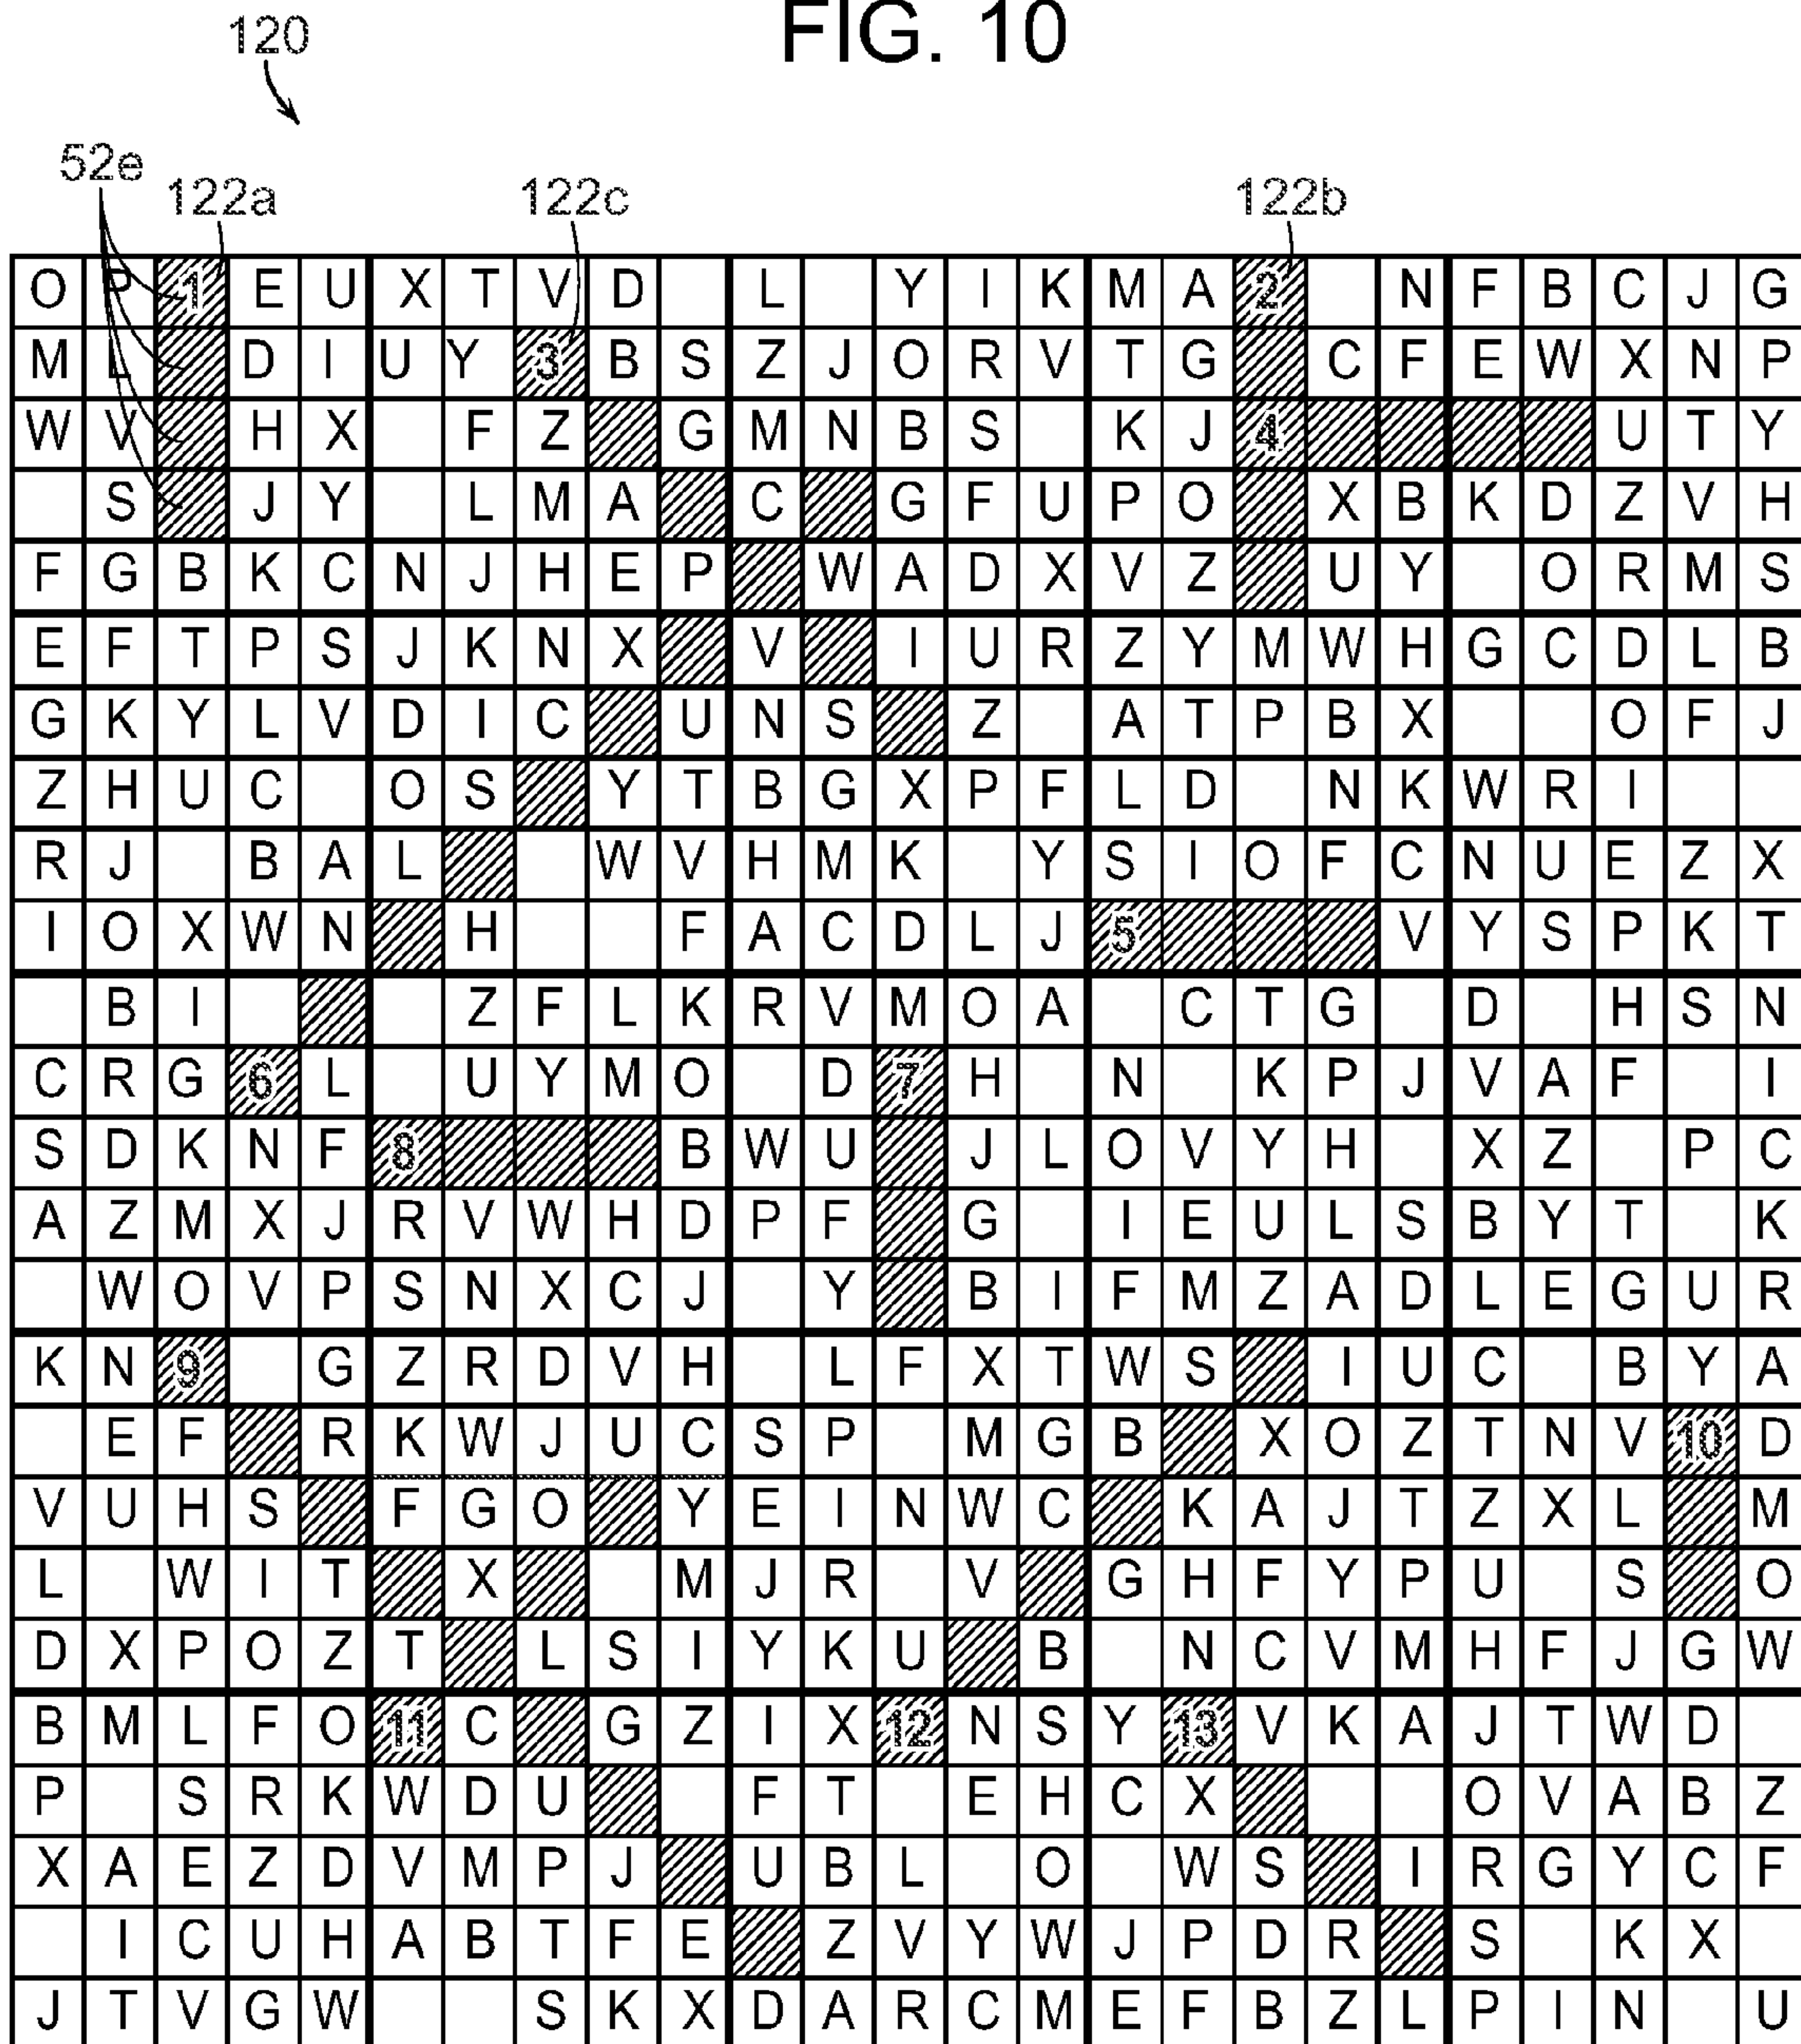 FIG. 10
120
52e
122a 122c 122b
O P 1 E U X T V D L Y I K M A 2 N F B C J G
M L D I U Y 3 B S Z J O R V T G C F E W X N P
W V H X F Z G M N B S K J 4 U T Y
S J Y L M A C G F U P O X B K D Z V H
F G B K C N J H E P W A D X V Z U Y O R M S
E F T P S J K N X V I U R Z Y M W H G C D L B
G K Y L V D I C U N S Z A T P B X O F J
Z H U C O S Y T B G X P F L D N K W R I
R J B A L W V H M K Y S I O F C N U E Z X
I O X W N H F A C D L J 5 V Y S P K T
B I Z F L K R V M O A C T G D H S N
C R G 6 L U Y M O D 7 H N K P J V A F I
S D K N F 8 B W U J L O V Y H X Z P C
A Z M X J R V W H D P F G I E U L S B Y T K
W O V P S N X C J Y B I F M Z A D L E G U R
K N 9 G Z R D V H L F X T W S I U C B Y A
E F R K W J U C S P M G B X O Z T N V 10 D
V U H S F G O Y E I N W C K A J T Z X L M
L W I T X M J R V G H F Y P U S O
D X P O Z T L S I Y K U B N C V M H F J G W
B M L F O 11 C G Z I X 12 N S Y 13 V K A J T W D
P S R K W D U F T E H C X O V A B Z
X A E Z D V M P J U B L O W S I R G Y C F
I C U H A B T F E Z V Y W J P D R S K X
J T V G W S K X D A R C M E F B Z L P I N U